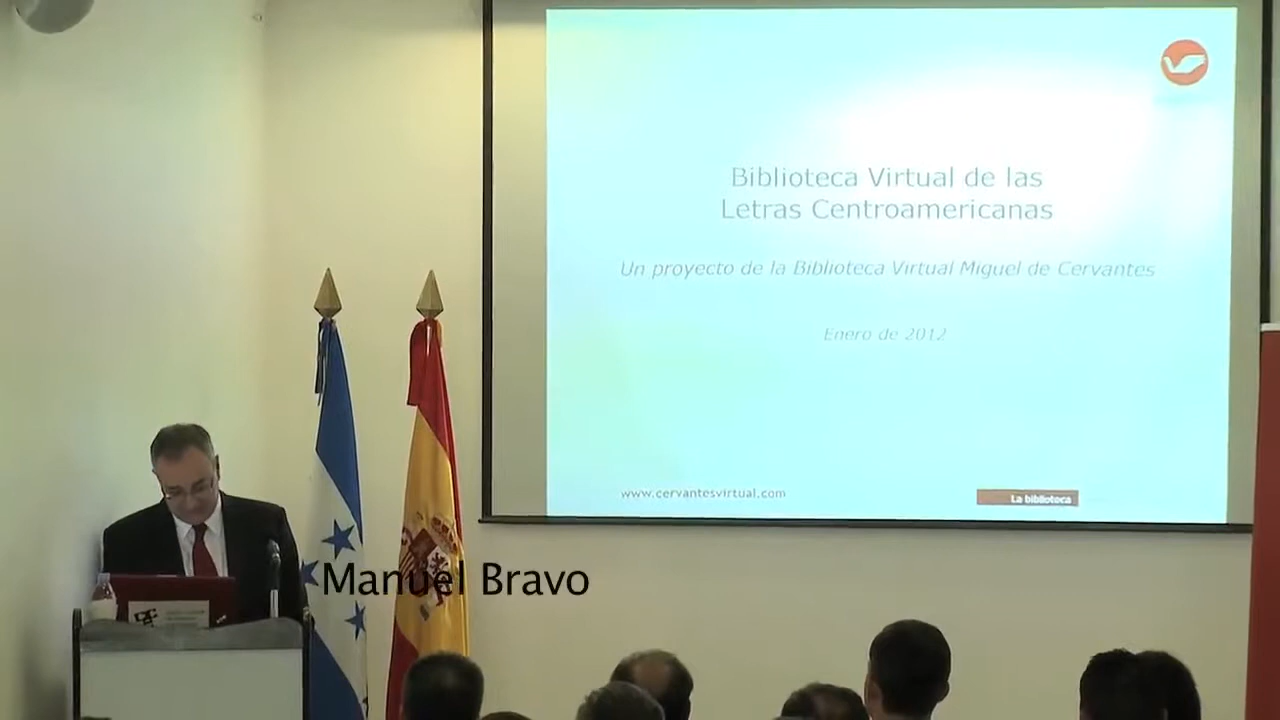 Biblioteca Virtual de las
Letras Centroamericanas
Un proyecto de la Biblioteca Virtual Miguel de Cervantes
Enero de 2012
www.cervantesvirtual.com
La biblioteca
Manuel Bravo